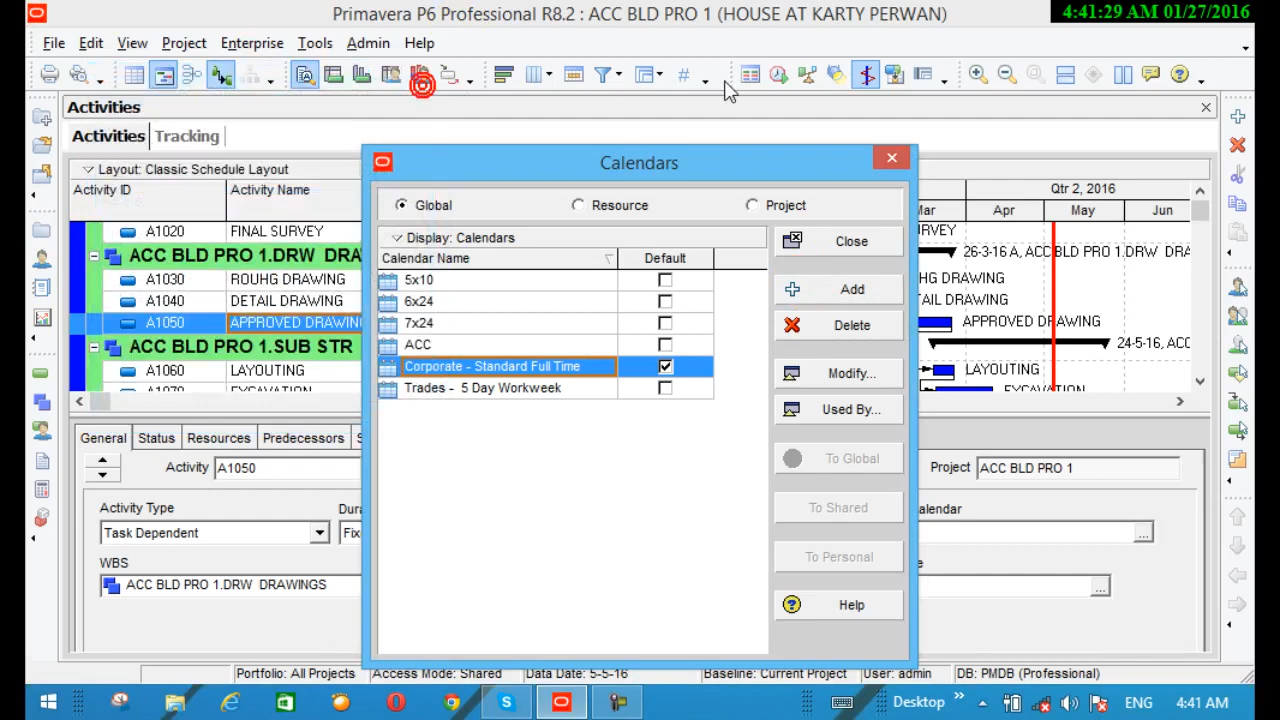 Primavera P6 Professional R8.2 : ACC BLD PRO 1 (HOUSE AT KARTY PERWAN)
4:41:29 AM 01/27/2016
File Edit View Project Enterprise Tools Admin Help
Activities
Activities Tracking
Layout: Classic Schedule Layout
Activity ID Activity Name
Qtr 2, 2016
Mar Apr May Jun
A1020 FINAL SURVEY
ACC BLD PRO 1.DRW DRA
26-3-16 A, ACC BLD PRO 1.DRW DRA
A1030 ROUHG DRAWING
A1040 DETAIL DRAWING
A1050 APPROVED DRAWING
APPROVED DRAWING
ACC BLD PRO 1.SUB STR
24-5-16, ACC
A1060 LAYOUTING
LAYOUTING
A1070 EXCAVATION
EXCAVATION
Calendars
Global Resource Project
Display: Calendars
Calendar Name Default
5x10
6x24
7x24
ACC
Corporate - Standard Full Time
Trades - 5 Day Workweek
Close
Add
Delete
Modify...
Used By...
To Global
To Shared
To Personal
Help
General Status Resources Predecessors
Activity A1050
Project ACC BLD PRO 1
Activity Type
Task Dependent
WBS
ACC BLD PRO 1.DRW DRAWINGS
Portfolio: All Projects Access Mode: Shared Data Date: 5-5-16 Baseline: Current Project User: admin DB: PMDB (Professional)
Desktop ENG 4:41 AM